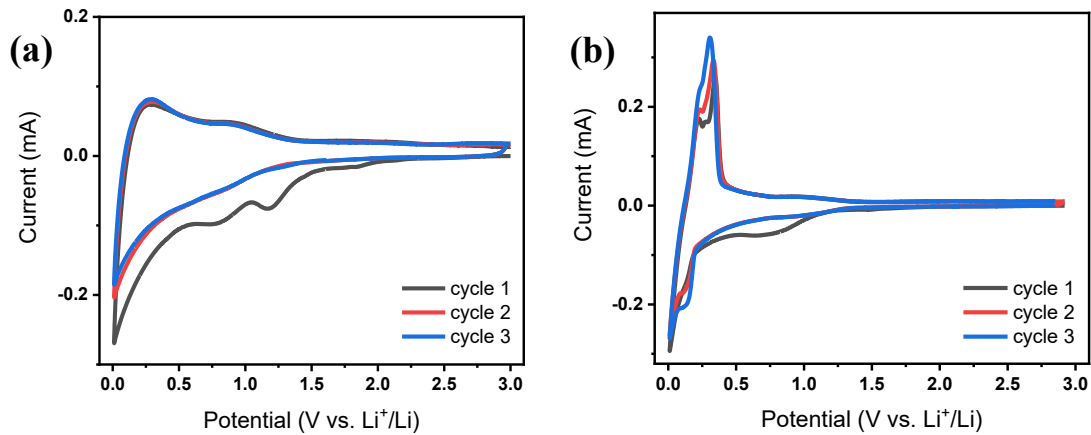 (a)
0.2
0.0
-0.2
Current (mA)
cycle 1
cycle 2
cycle 3
0.0 0.5 1.0 1.5 2.0 2.5 3.0
Potential (V vs. Li⁺/Li)
(b)
0.2
0.0
-0.2
Current (mA)
cycle 1
cycle 2
cycle 3
0.0 0.5 1.0 1.5 2.0 2.5 3.0
Potential (V vs. Li⁺/Li)